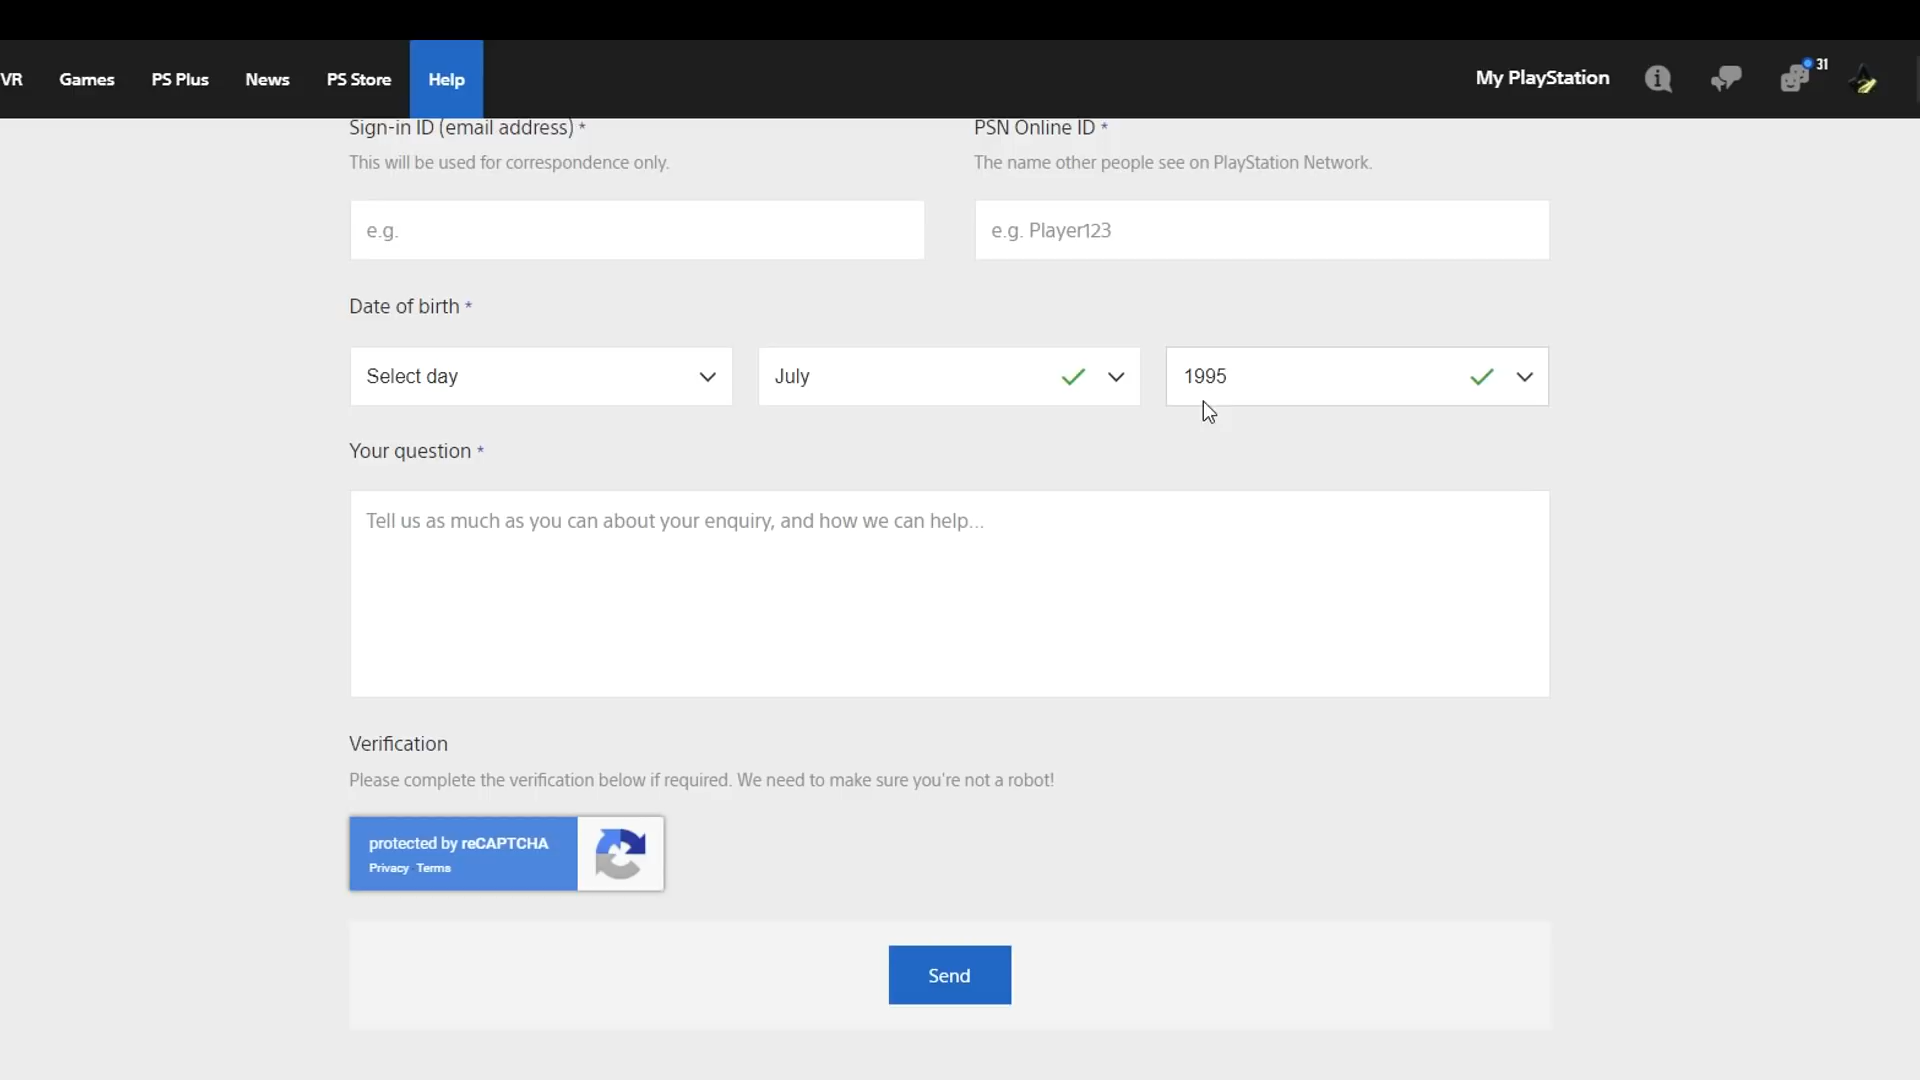 VR Games PS Plus News PS Store Help My PlayStation 31
Sign-in ID (email address) * PSN Online ID *
This will be used for correspondence only. The name other people see on PlayStation Network.
e.g. e.g. Player123
Date of birth *
Select day July 1995
Your question *
Tell us as much as you can about your enquiry, and how we can help...
Verification
Please complete the verification below if required. We need to make sure you're not a robot!
protected by reCAPTCHA
Privacy Terms
Send